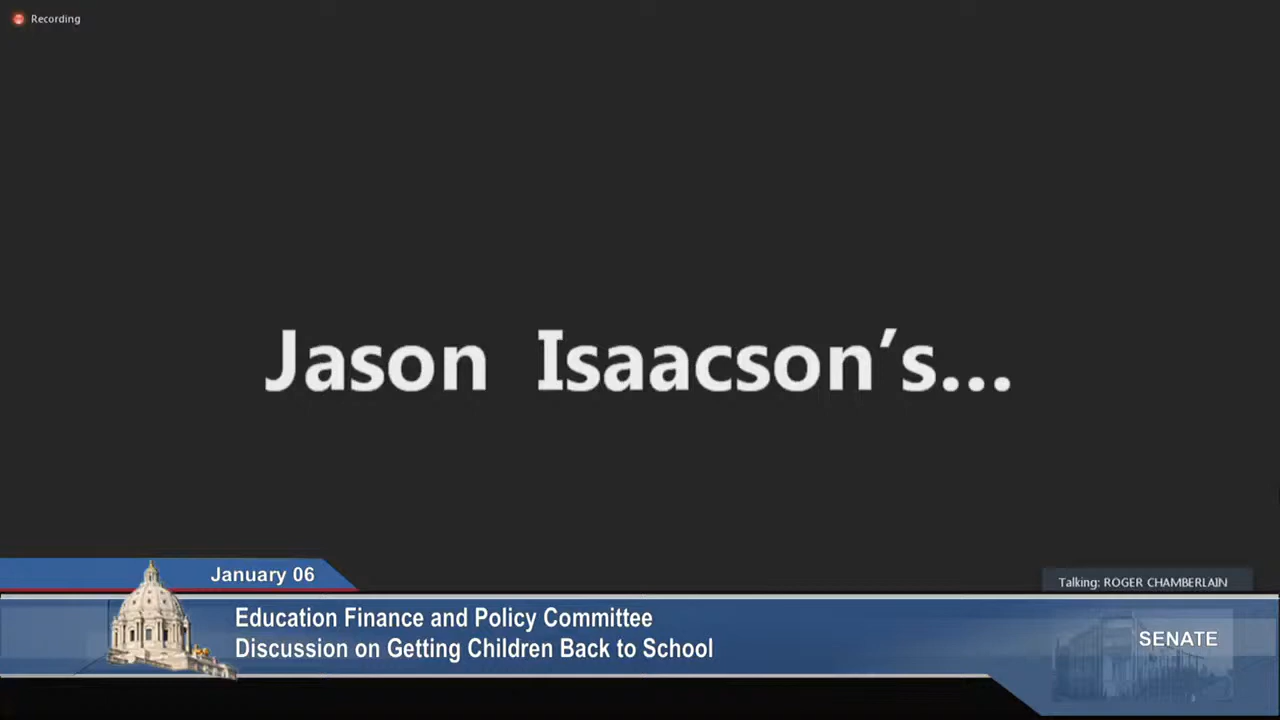 Recording
Jason Isaacson's...
January 06
Talking: ROGER CHAMBERLAIN
Education Finance and Policy Committee
Discussion on Getting Children Back to School
SENATE